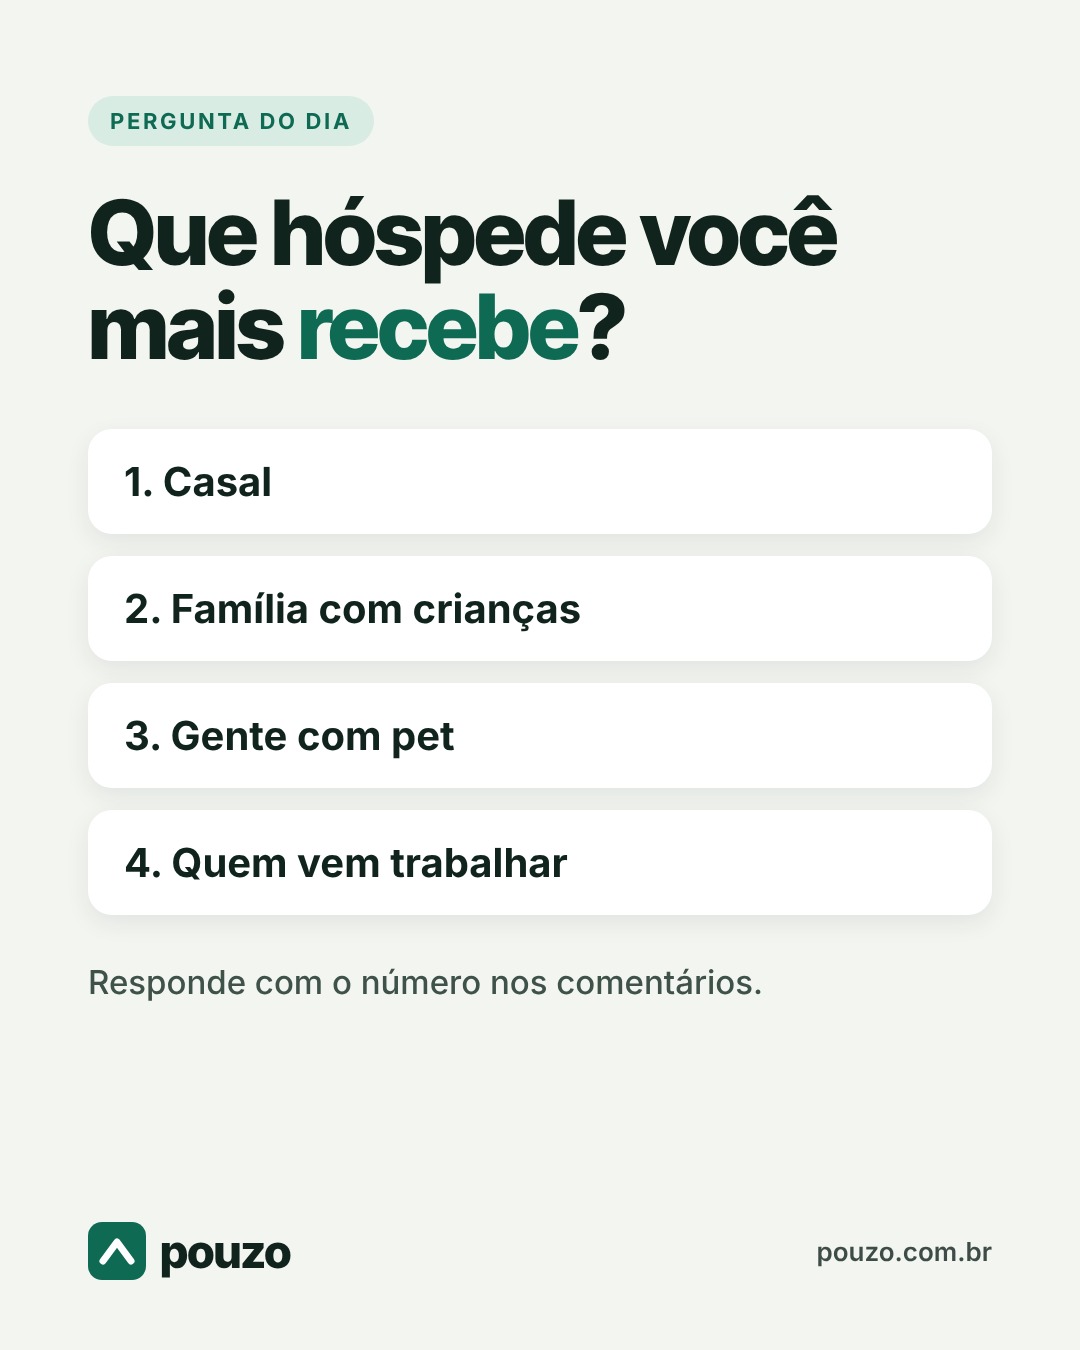 PERGUNTA DO DIA
Que hóspede você
mais recebe?
1. Casal
2. Família com crianças
3. Gente com pet
4. Quem vem trabalhar
Responde com o número nos comentários.
pouzo
pouzo.com.br